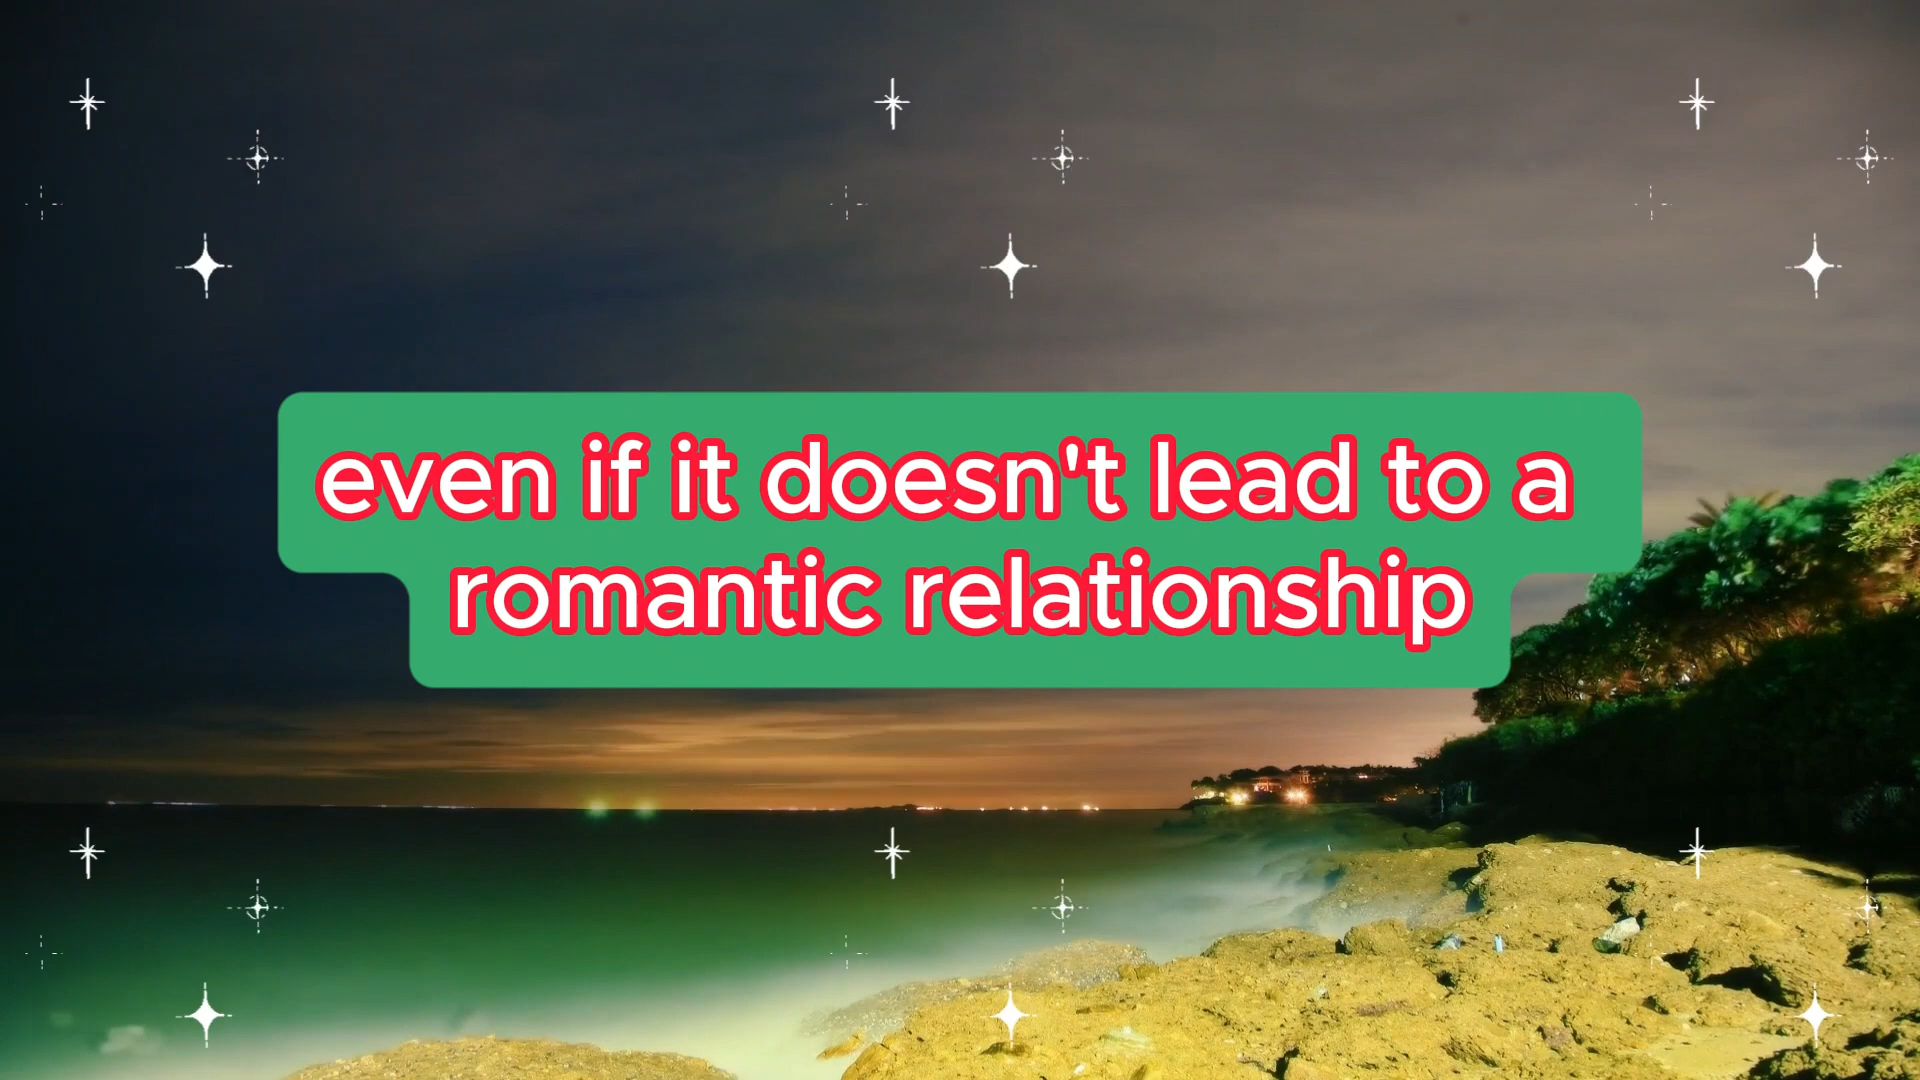 even if it doesn't lead to a
romantic relationship